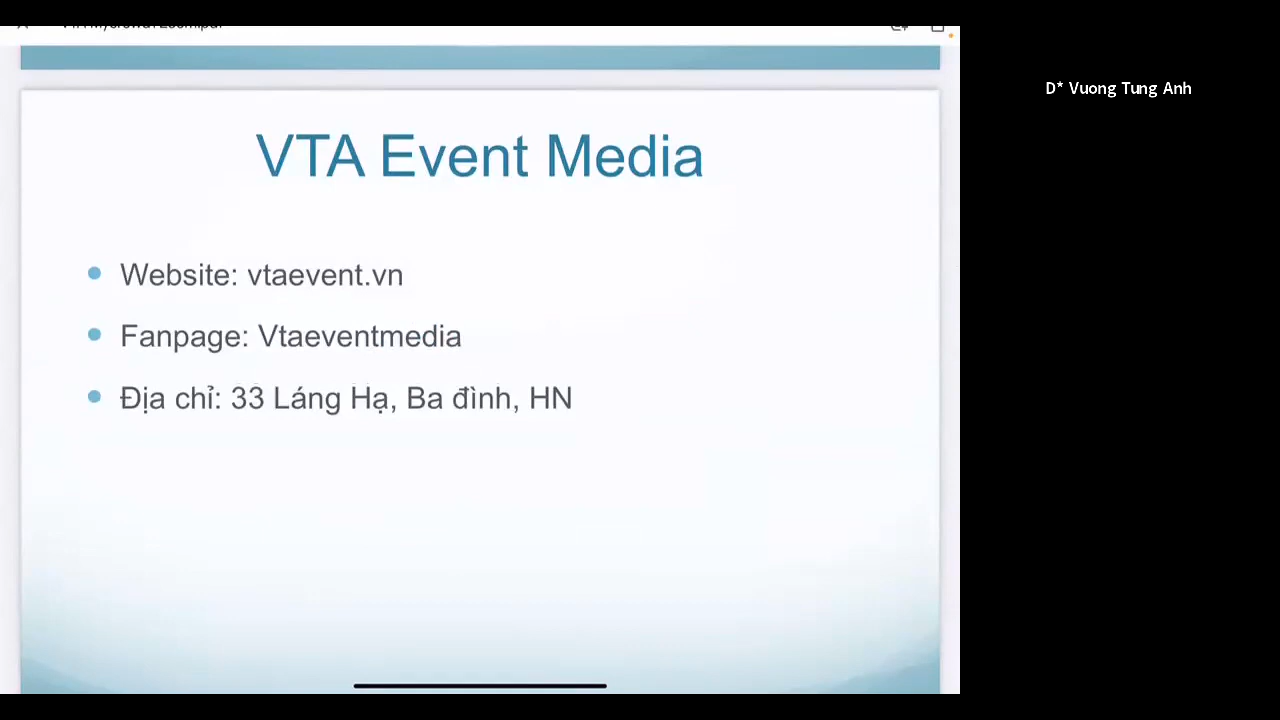 D* Vuong Tung Anh
VTA Event Media
Website: vtaevent.vn
Fanpage: Vtaeventmedia
Địa chỉ: 33 Láng Hạ, Ba đình, HN